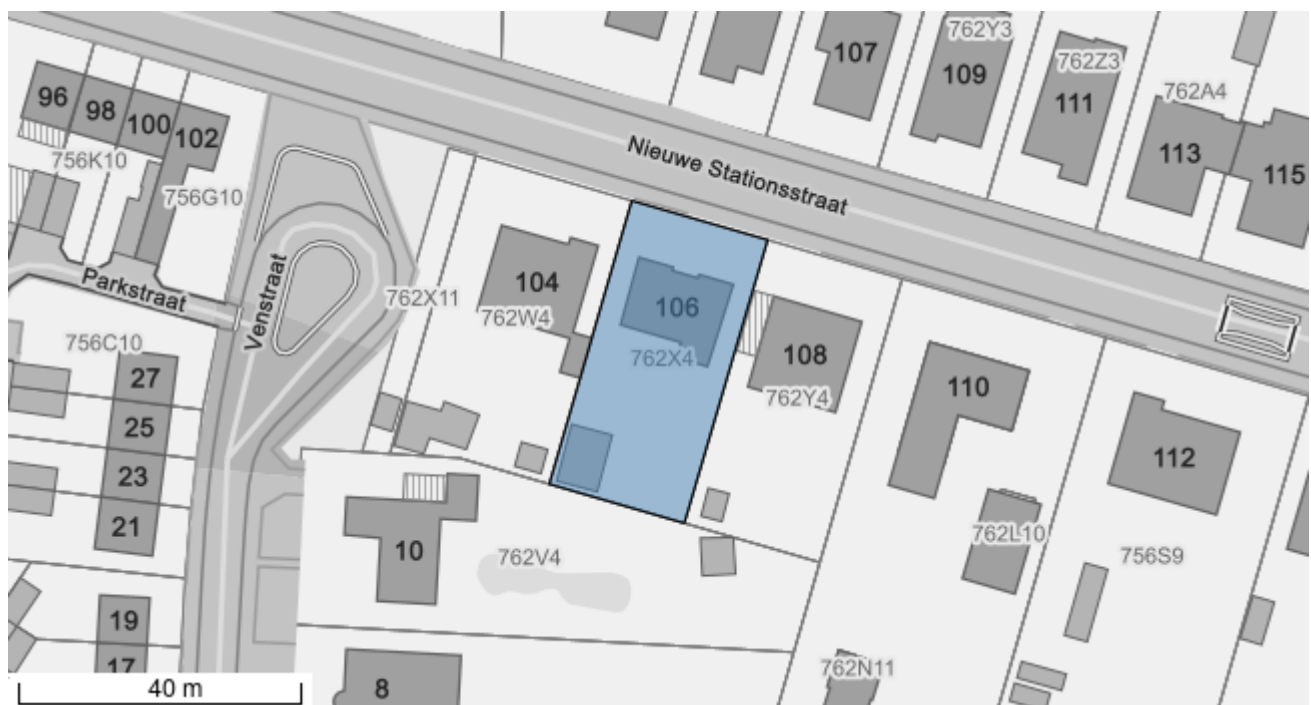 762Y3
107
109
762Z3
111
762A4
96
98
100
102
113
115
756K10
756G10
Nieuwe Stationsstraat
Parkstraat
Venstraat
104
762X11
762W4
106
762X4
108
762Y4
110
112
756C10
27
25
23
21
10
762V4
762L10
756S9
19
17
8
762N11
40 m